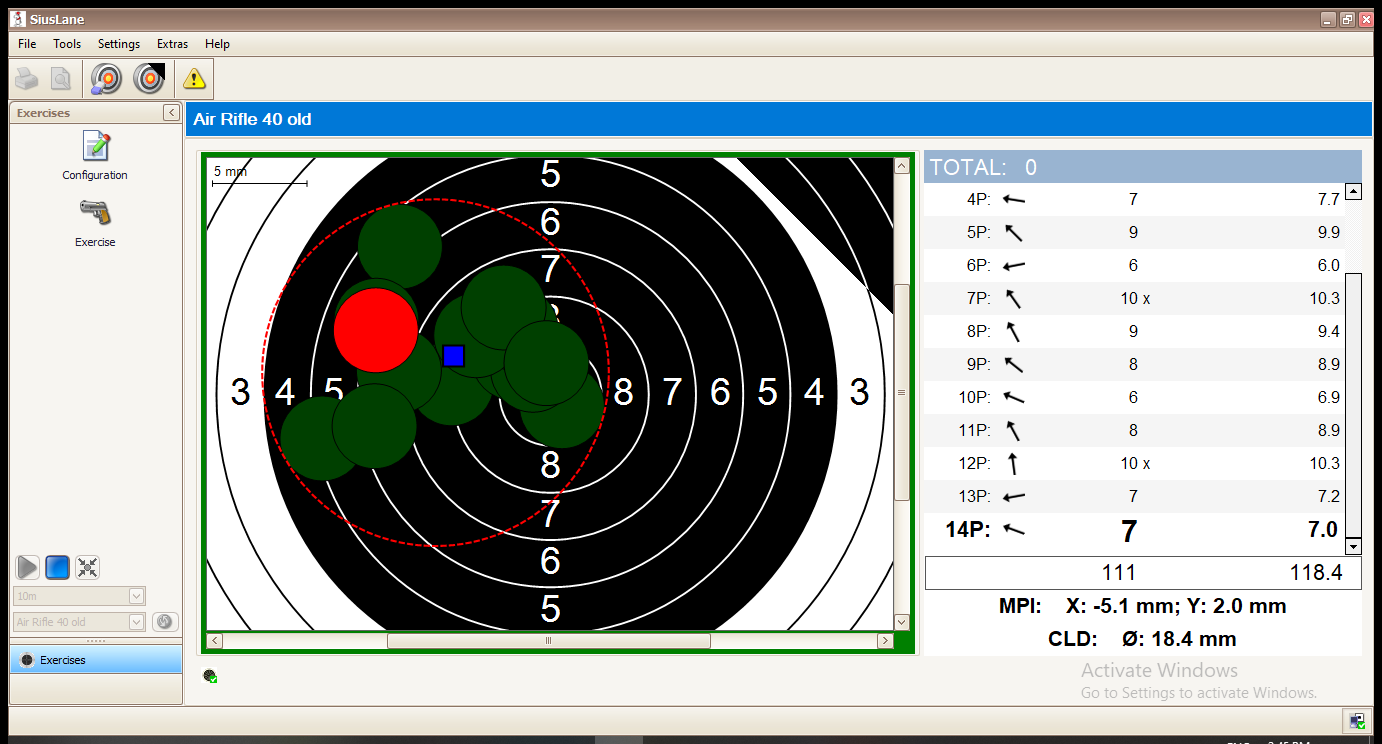 SiusLane
File Tools Settings Extras Help
Exercises
Configuration
Exercise
10m
Air Rifle 40 old
Exercises
Air Rifle 40 old
5 mm
5
6
7
3 4 5 8 7 6 5 4 3
8
7
6
5
TOTAL: 0
4P: 7 7.7
5P: 9 9.9
6P: 6 6.0
7P: 10 x 10.3
8P: 9 9.4
9P: 8 8.9
10P: 6 6.9
11P: 8 8.9
12P: 10 x 10.3
13P: 7 7.2
14P: 7 7.0
111 118.4
MPI: X: -5.1 mm; Y: 2.0 mm
CLD: Ø: 18.4 mm
Activate Windows
Go to Settings to activate Windows.